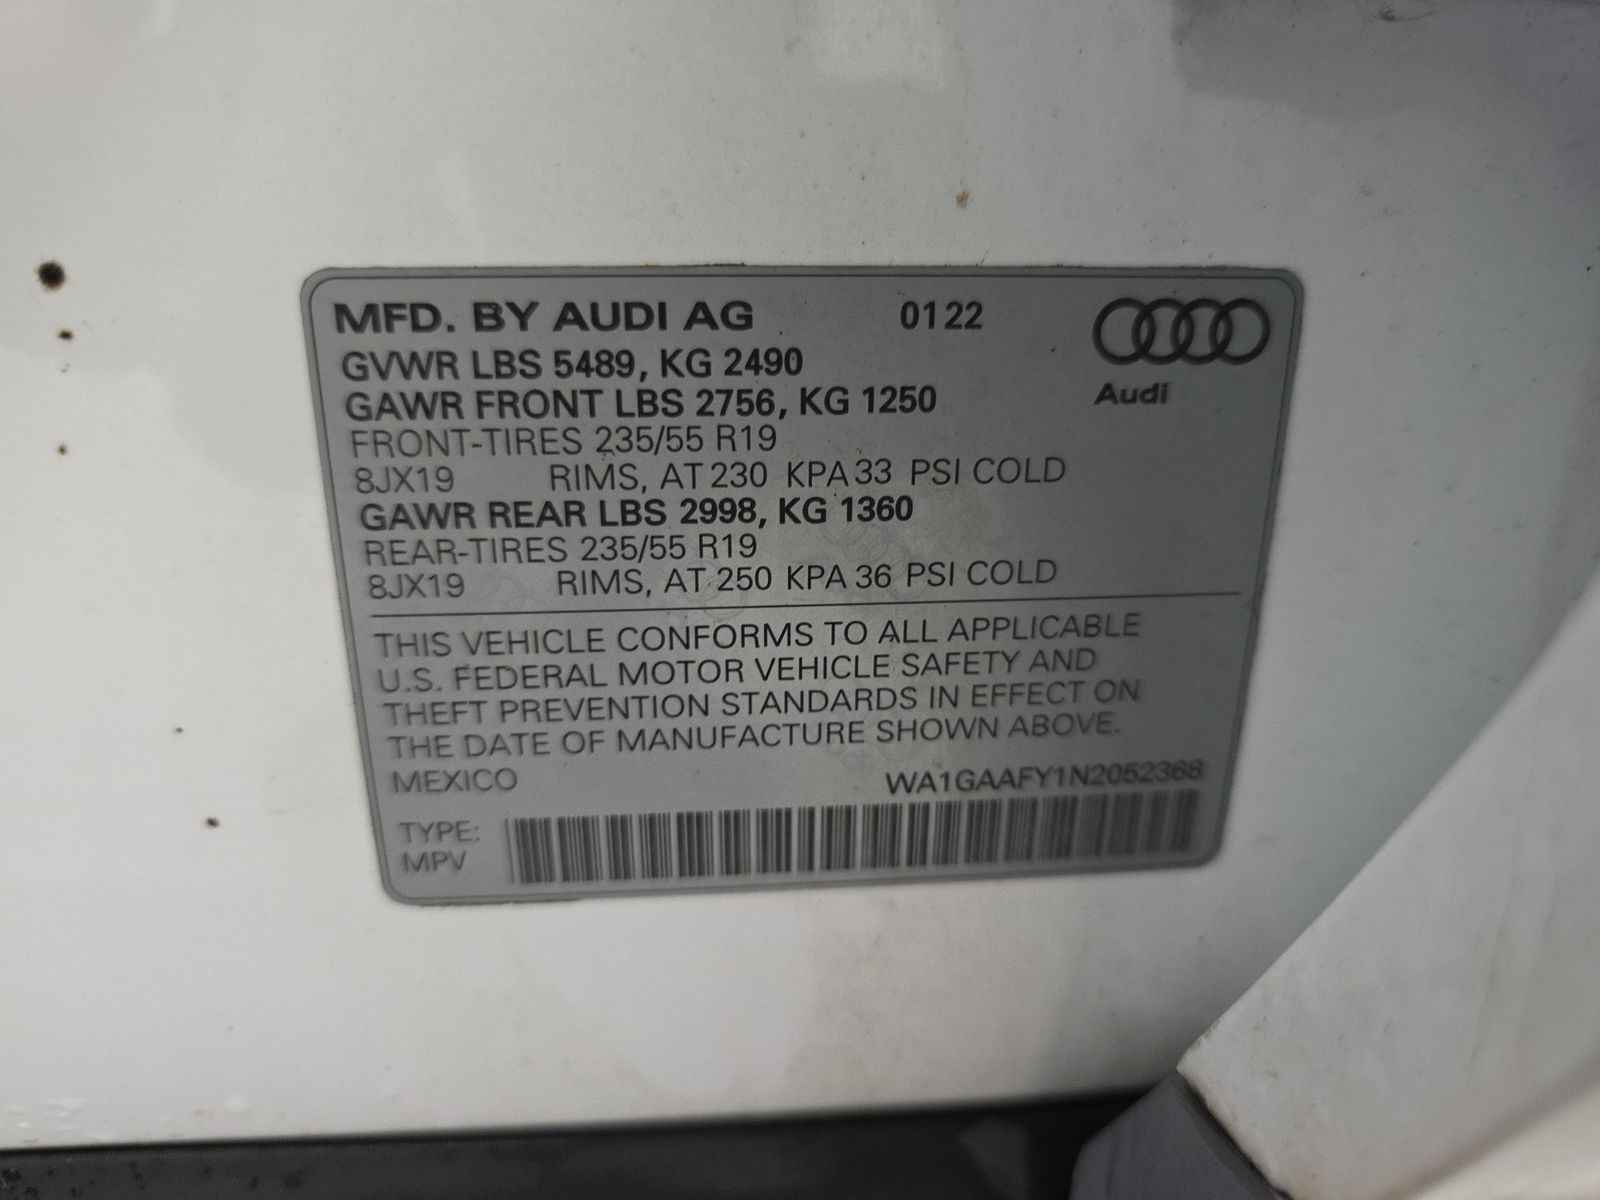 MFD. BY AUDI AG 0122
Audi
GVWR LBS 5489, KG 2490
GAWR FRONT LBS 2756, KG 1250
FRONT-TIRES 235/55 R19
8JX19 RIMS, AT 230 KPA 33 PSI COLD
GAWR REAR LBS 2998, KG 1360
REAR-TIRES 235/55 R19
8JX19 RIMS, AT 250 KPA 36 PSI COLD
THIS VEHICLE CONFORMS TO ALL APPLICABLE
U.S. FEDERAL MOTOR VEHICLE SAFETY AND
THEFT PREVENTION STANDARDS IN EFFECT ON
THE DATE OF MANUFACTURE SHOWN ABOVE.
MEXICO WA1GAAFY1N2052368
TYPE:
MPV